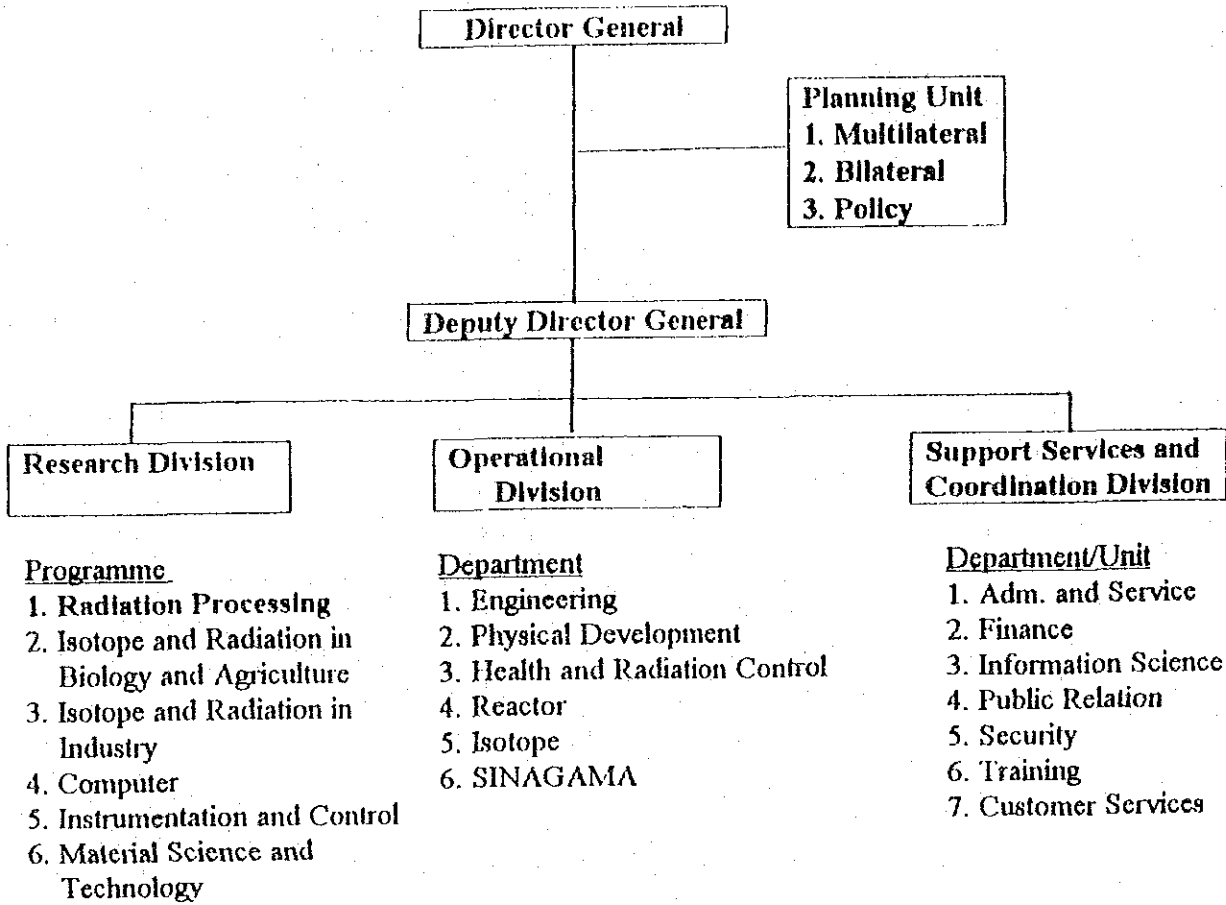 Director General
Planning Unit
1. Multilateral
2. Bilateral
3. Policy
Deputy Director General
Research Division
Operational
Division
Support Services and
Coordination Division
Programme
1. Radiation Processing
2. Isotope and Radiation in
Biology and Agriculture
3. Isotope and Radiation in
Industry
4. Computer
5. Instrumentation and Control
6. Material Science and
Technology
Department
1. Engineering
2. Physical Development
3. Health and Radiation Control
4. Reactor
5. Isotope
6. SINAGAMA
Department/Unit
1. Adm. and Service
2. Finance
3. Information Science
4. Public Relation
5. Security
6. Training
7. Customer Services